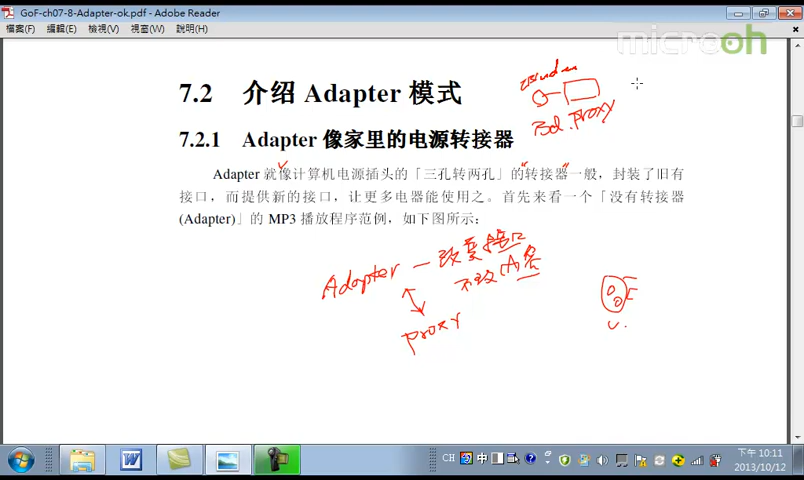 GoF-ch07-8-Adapter-ok.pdf - Adobe Reader
檔案(F) 編輯(E) 檢視(V) 視窗(W) 說明(H)
microoh
7.2 介绍 Adapter 模式
IBinder
Bd.Proxy
7.2.1 Adapter 像家里的电源转接器
Adapter 就像计算机电源插头的「三孔转两孔」的转接器一般，封装了旧有
接口，而提供新的接口，让更多电器能使用之。首先来看一个「没有转接器
(Adapter)」的 MP3 播放程序范例，如下图所示：
Adapter — 改变接口
不改内容
Proxy
CH 中
下午 10:11
2013/10/12